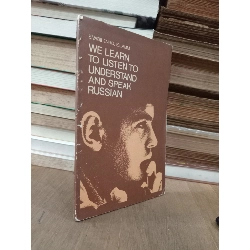 WE LEARN
TO LISTEN TO
UNDERSTAND
AND SPEAK
RUSSIAN